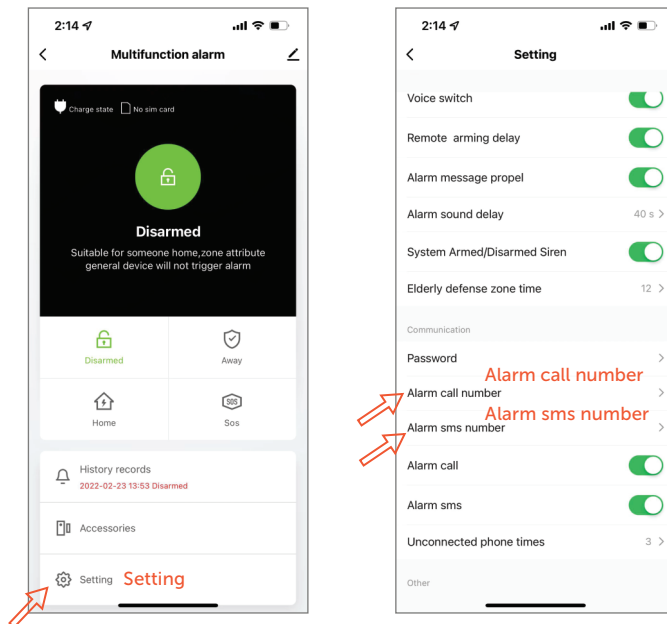 2:14
Multifunction alarm
Charge state No sim card
Disarmed
Suitable for someone home,zone attribute
general device will not trigger alarm
Disarmed
Away
Home
SOS
Sos
History records
2022-02-23 13:53 Disarmed
Accessories
Setting Setting
2:14
Setting
Voice switch
Remote arming delay
Alarm message propel
Alarm sound delay 40 s
System Armed/Disarmed Siren
Elderly defense zone time 12
Communication
Password
Alarm call number
Alarm call number
Alarm sms number
Alarm sms number
Alarm call
Alarm sms
Unconnected phone times 3
Other